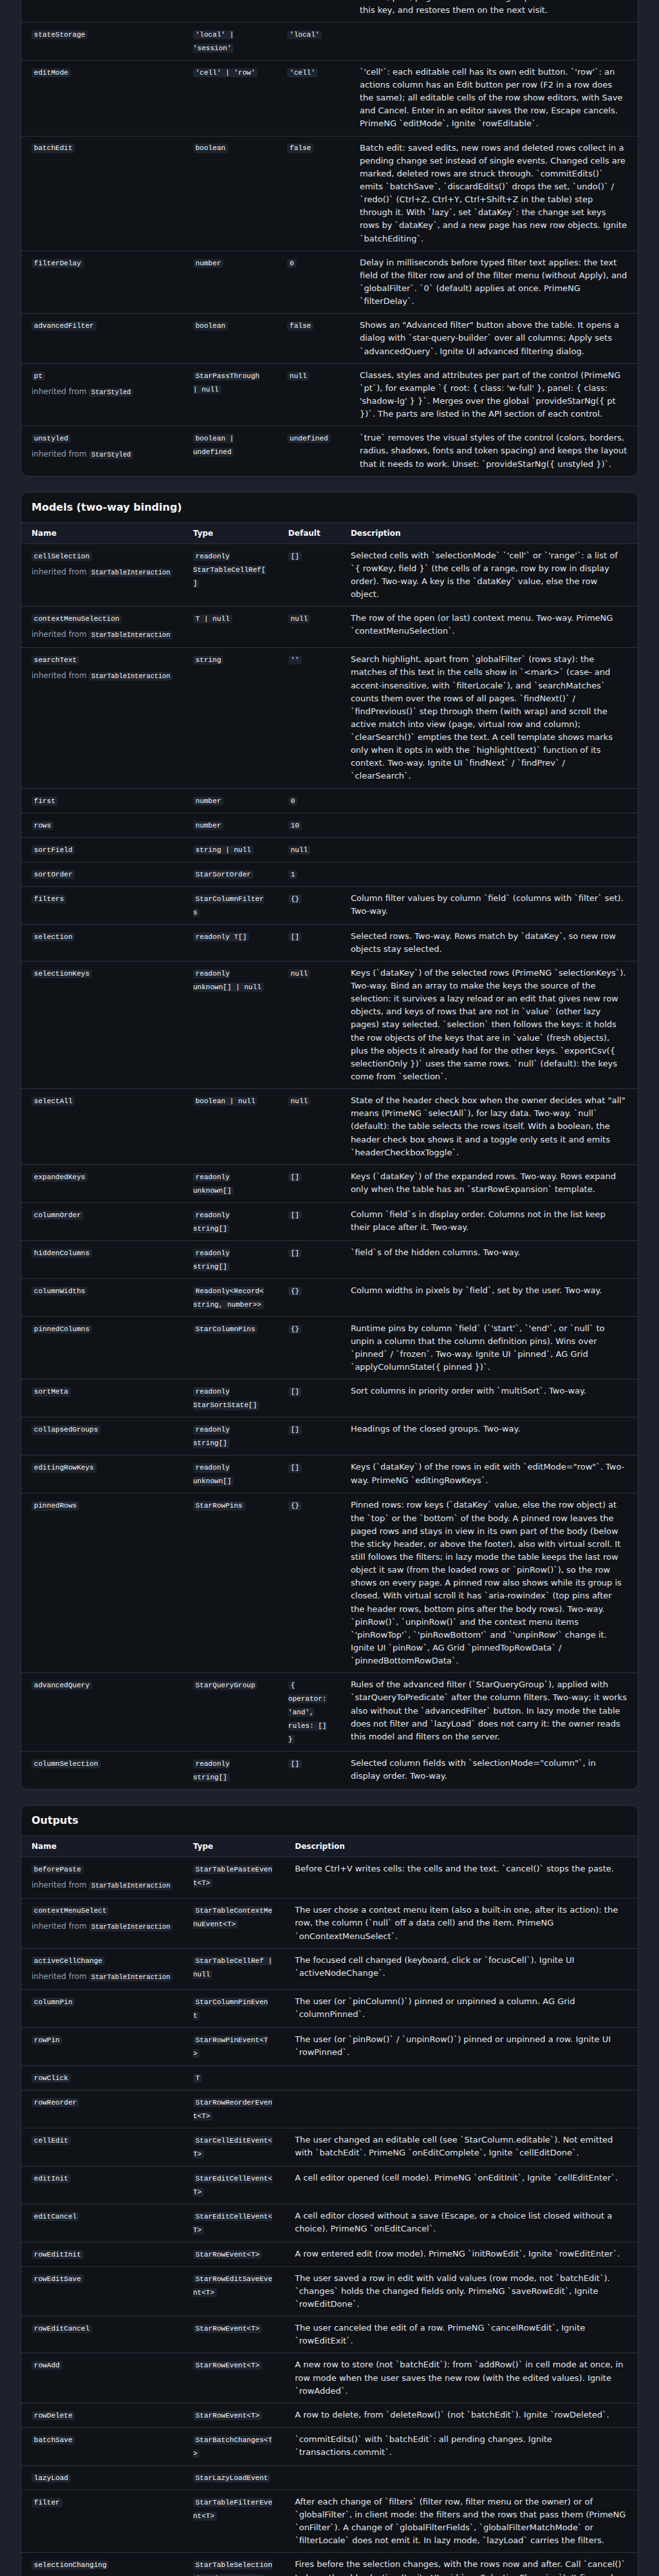 this key, and restores them on the next visit.
stateStorage 'local' | 'session' 'local'
editMode 'cell' | 'row' 'cell' `'cell'`: each editable cell has its own edit button. `'row'`: an
actions column has an Edit button per row (F2 in a row does
the same); all editable cells of the row show editors, with Save
and Cancel. Enter in an editor saves the row, Escape cancels.
PrimeNG `editMode`, Ignite `rowEditable`.
batchEdit boolean false Batch edit: saved edits, new rows and deleted rows collect in a
pending change set instead of single events. Changed cells are
marked, deleted rows are struck through. `commitEdits()`
emits `batchSave`, `discardEdits()` drops the set, `undo()` /
`redo()` (Ctrl+Z, Ctrl+Y, Ctrl+Shift+Z in the table) step
through it. With `lazy`, set `dataKey`: the change set keys
rows by `dataKey`, and a new page has new row objects. Ignite
`batchEditing`.
filterDelay number 0 Delay in milliseconds before typed filter text applies: the text
field of the filter row and of the filter menu (without Apply), and
`globalFilter`. `0` (default) applies at once. PrimeNG
`filterDelay`.
advancedFilter boolean false Shows an "Advanced filter" button above the table. It opens a
dialog with `star-query-builder` over all columns; Apply sets
`advancedQuery`. Ignite UI advanced filtering dialog.
pt StarPassThrough | null null Classes, styles and attributes per part of the control (PrimeNG
inherited from StarStyled `pt`), for example `{ root: { class: 'w-full' }, panel: { class:
'shadow-lg' } }`. Merges over the global `provideStarNg({ pt
})`. The parts are listed in the API section of each control.
unstyled boolean | undefined undefined `true` removes the visual styles of the control (colors, borders,
inherited from StarStyled radius, shadows, fonts and token spacing) and keeps the layout
that it needs to work. Unset: `provideStarNg({ unstyled })`.
Models (two-way binding)
Name Type Default Description
cellSelection readonly StarTableCellRef[] [] Selected cells with `selectionMode` `'cell'` or `'range'`: a list of
inherited from StarTableInteraction `{ rowKey, field }` (the cells of a range, row by row in display
order). Two-way. A key is the `dataKey` value, else the row
object.
contextMenuSelection T | null null The row of the open (or last) context menu. Two-way. PrimeNG
inherited from StarTableInteraction `contextMenuSelection`.
searchText string '' Search highlight, apart from `globalFilter` (rows stay): the
inherited from StarTableInteraction matches of this text in the cells show in `<mark>` (case- and
accent-insensitive, with `filterLocale`), and `searchMatches`
counts them over the rows of all pages. `findNext()` /
`findPrevious()` step through them (with wrap) and scroll the
active match into view (page, virtual row and column);
`clearSearch()` empties the text. A cell template shows marks
only when it opts in with the `highlight(text)` function of its
context. Two-way. Ignite UI `findNext` / `findPrev` /
`clearSearch`.
first number 0
rows number 10
sortField string | null null
sortOrder StarSortOrder 1
filters StarColumnFilters {} Column filter values by column `field` (columns with `filter` set).
Two-way.
selection readonly T[] [] Selected rows. Two-way. Rows match by `dataKey`, so new row
objects stay selected.
selectionKeys readonly unknown[] | null null Keys (`dataKey`) of the selected rows (PrimeNG `selectionKeys`).
Two-way. Bind an array to make the keys the source of the
selection: it survives a lazy reload or an edit that gives new row
objects, and keys of rows that are not in `value` (other lazy
pages) stay selected. `selection` then follows the keys: it holds
the row objects of the keys that are in `value` (fresh objects),
plus the objects it already had for the other keys. `exportCsv({
selectionOnly })` uses the same rows. `null` (default): the keys
come from `selection`.
selectAll boolean | null null State of the header check box when the owner decides what "all"
means (PrimeNG `selectAll`), for lazy data. Two-way. `null`
(default): the table selects the rows itself. With a boolean, the
header check box shows it and a toggle only sets it and emits
`headerCheckboxToggle`.
expandedKeys readonly unknown[] [] Keys (`dataKey`) of the expanded rows. Two-way. Rows expand
only when the table has an `starRowExpansion` template.
columnOrder readonly string[] [] Column `field`s in display order. Columns not in the list keep
their place after it. Two-way.
hiddenColumns readonly string[] [] `field`s of the hidden columns. Two-way.
columnWidths Readonly<Record<string, number>> {} Column widths in pixels by `field`, set by the user. Two-way.
pinnedColumns StarColumnPins {} Runtime pins by column `field` (`'start'`, `'end'`, or `null` to
unpin a column that the column definition pins). Wins over
`pinned` / `frozen`. Two-way. Ignite UI `pinned`, AG Grid
`applyColumnState({ pinned })`.
sortMeta readonly StarSortState[] [] Sort columns in priority order with `multiSort`. Two-way.
collapsedGroups readonly string[] [] Headings of the closed groups. Two-way.
editingRowKeys readonly unknown[] [] Keys (`dataKey`) of the rows in edit with `editMode="row"`. Two-
way. PrimeNG `editingRowKeys`.
pinnedRows StarRowPins {} Pinned rows: row keys (`dataKey` value, else the row object) at
the `top` or the `bottom` of the body. A pinned row leaves the
paged rows and stays in view in its own part of the body (below
the sticky header, or above the footer), also with virtual scroll. It
still follows the filters; in lazy mode the table keeps the last row
object it saw (from the loaded rows or `pinRow()`), so the row
shows on every page. A pinned row also shows while its group is
closed. With virtual scroll it has `aria-rowindex` (top pins after
the header rows, bottom pins after the body rows). Two-way.
`pinRow()`, `unpinRow()` and the context menu items
`'pinRowTop'`, `'pinRowBottom'` and `'unpinRow'` change it.
Ignite UI `pinRow`, AG Grid `pinnedTopRowData` /
`pinnedBottomRowData`.
advancedQuery StarQueryGroup { operator: 'and', rules: [] } Rules of the advanced filter (`StarQueryGroup`), applied with
`starQueryToPredicate` after the column filters. Two-way; it works
also without the `advancedFilter` button. In lazy mode the table
does not filter and `lazyLoad` does not carry it: the owner reads
this model and filters on the server.
columnSelection readonly string[] [] Selected column fields with `selectionMode="column"`, in
display order. Two-way.
Outputs
Name Type Description
beforePaste StarTablePasteEvent<T> Before Ctrl+V writes cells: the cells and the text. `cancel()` stops the paste.
inherited from StarTableInteraction
contextMenuSelect StarTableContextMenuEvent<T> The user chose a context menu item (also a built-in one, after its action): the
inherited from StarTableInteraction row, the column (`null` off a data cell) and the item. PrimeNG
`onContextMenuSelect`.
activeCellChange StarTableCellRef | null The focused cell changed (keyboard, click or `focusCell`). Ignite UI
inherited from StarTableInteraction `activeNodeChange`.
columnPin StarColumnPinEvent The user (or `pinColumn()`) pinned or unpinned a column. AG Grid
`columnPinned`.
rowPin StarRowPinEvent<T> The user (or `pinRow()` / `unpinRow()`) pinned or unpinned a row. Ignite UI
`rowPinned`.
rowClick T
rowReorder StarRowReorderEvent<T>
cellEdit StarCellEditEvent<T> The user changed an editable cell (see `StarColumn.editable`). Not emitted
with `batchEdit`. PrimeNG `onEditComplete`, Ignite `cellEditDone`.
editInit StarEditCellEvent<T> A cell editor opened (cell mode). PrimeNG `onEditInit`, Ignite `cellEditEnter`.
editCancel StarEditCellEvent<T> A cell editor closed without a save (Escape, or a choice list closed without a
choice). PrimeNG `onEditCancel`.
rowEditInit StarRowEvent<T> A row entered edit (row mode). PrimeNG `initRowEdit`, Ignite `rowEditEnter`.
rowEditSave StarRowEditSaveEvent<T> The user saved a row in edit with valid values (row mode, not `batchEdit`).
`changes` holds the changed fields only. PrimeNG `saveRowEdit`, Ignite
`rowEditDone`.
rowEditCancel StarRowEvent<T> The user canceled the edit of a row. PrimeNG `cancelRowEdit`, Ignite
`rowEditExit`.
rowAdd StarRowEvent<T> A new row to store (not `batchEdit`): from `addRow()` in cell mode at once, in
row mode when the user saves the new row (with the edited values). Ignite
`rowAdded`.
rowDelete StarRowEvent<T> A row to delete, from `deleteRow()` (not `batchEdit`). Ignite `rowDeleted`.
batchSave StarBatchChanges<T> `commitEdits()` with `batchEdit`: all pending changes. Ignite
`transactions.commit`.
lazyLoad StarLazyLoadEvent
filter StarTableFilterEvent<T> After each change of `filters` (filter row, filter menu or the owner) or of
`globalFilter`, in client mode: the filters and the rows that pass them (PrimeNG
`onFilter`). A change of `globalFilterFields`, `globalFilterMatchMode` or
`filterLocale` does not emit it. In lazy mode, `lazyLoad` carries the filters.
selectionChanging StarTableSelection Fires before the selection changes, with the rows now and after. Call `cancel()`